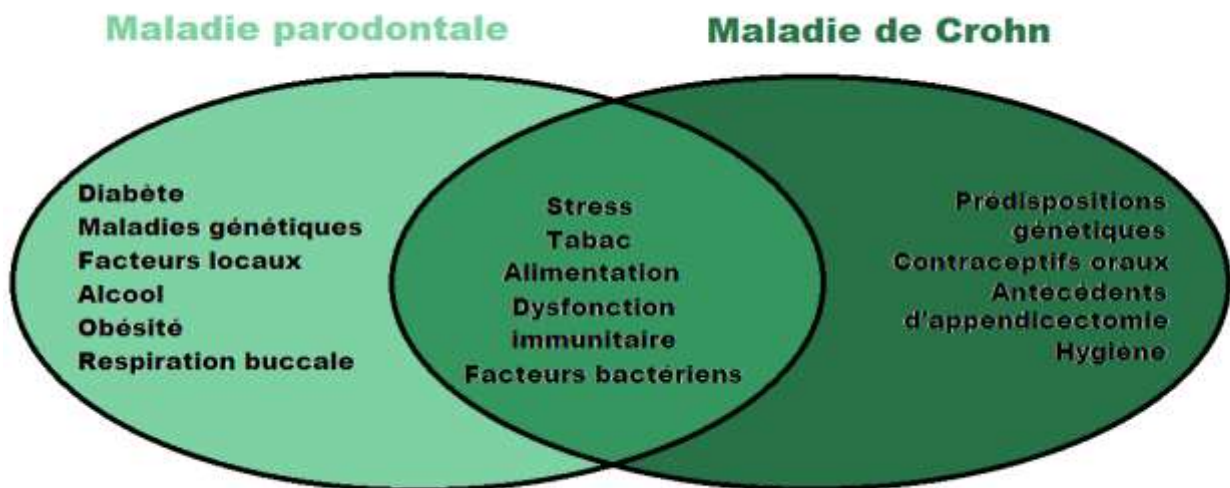 Maladie parodontale
Maladie de Crohn
Diabète
Maladies génétiques
Facteurs locaux
Alcool
Obésité
Respiration buccale
Stress
Tabac
Alimentation
Dysfonction
immunitaire
Facteurs bactériens
Prédispositions
génétiques
Contraceptifs oraux
Antécédents
d'appendicectomie
Hygiène